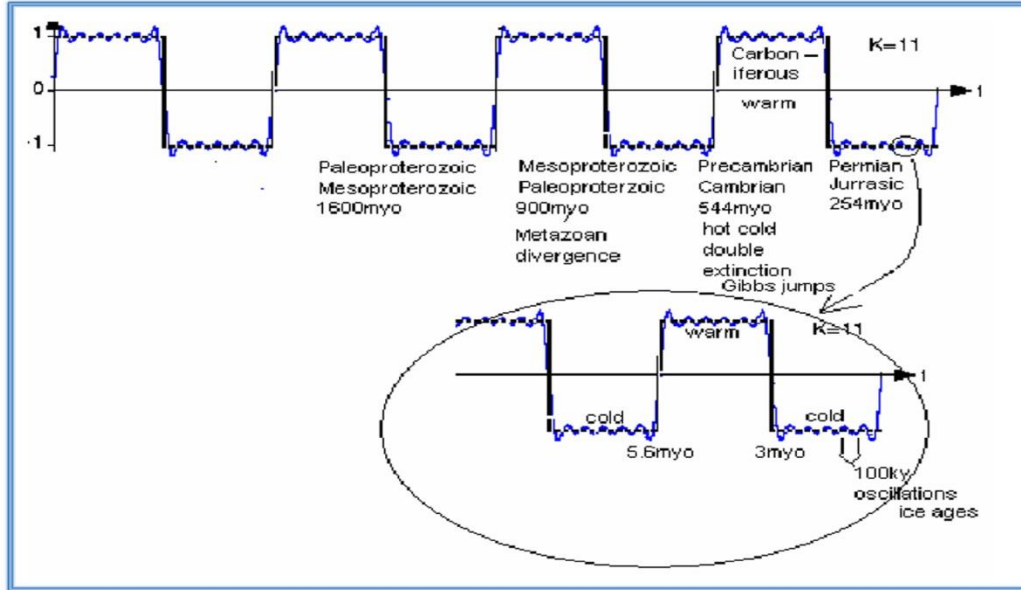 1
0
-1
1
K=11
Carbon –
iferous
warm
Paleoproterozoic
Mesoproterozoic
1600myo
Mesoproterozoic
Paleoproterzoic
900myo
Metazoan
divergence
Precambrian
Cambrian
544myo
hot cold
double
extinction
Gibbs jumps
Permian
Jurrasic
254myo
K=11
warm
1
cold
cold
5.6myo
3myo
100ky
oscillations
ice ages